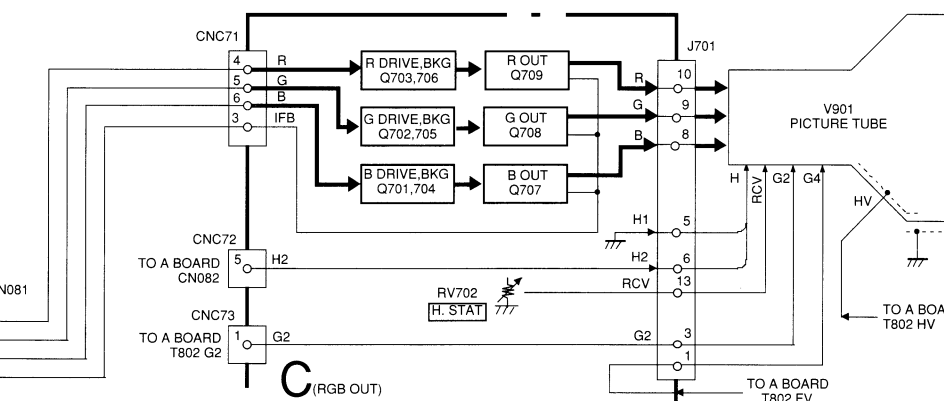 CNC71
J701
4 R
5 G
6 B
3 IFB
R DRIVE,BKG
Q703,706
R OUT
Q709
G DRIVE,BKG
Q702,705
G OUT
Q708
B DRIVE,BKG
Q701,704
B OUT
Q707
R 10
G 9
B 8
V901
PICTURE TUBE
H
RCV
G2
G4
HV
H1 5
CNC72
TO A BOARD
CN082
5 H2
H2 6
RCV 13
RV702
H. STAT
N081
CNC73
TO A BOARD
T802 G2
1 G2
G2 3
1
TO A BOA
T802 HV
C (RGB OUT)
TO A BOARD
T802 FV